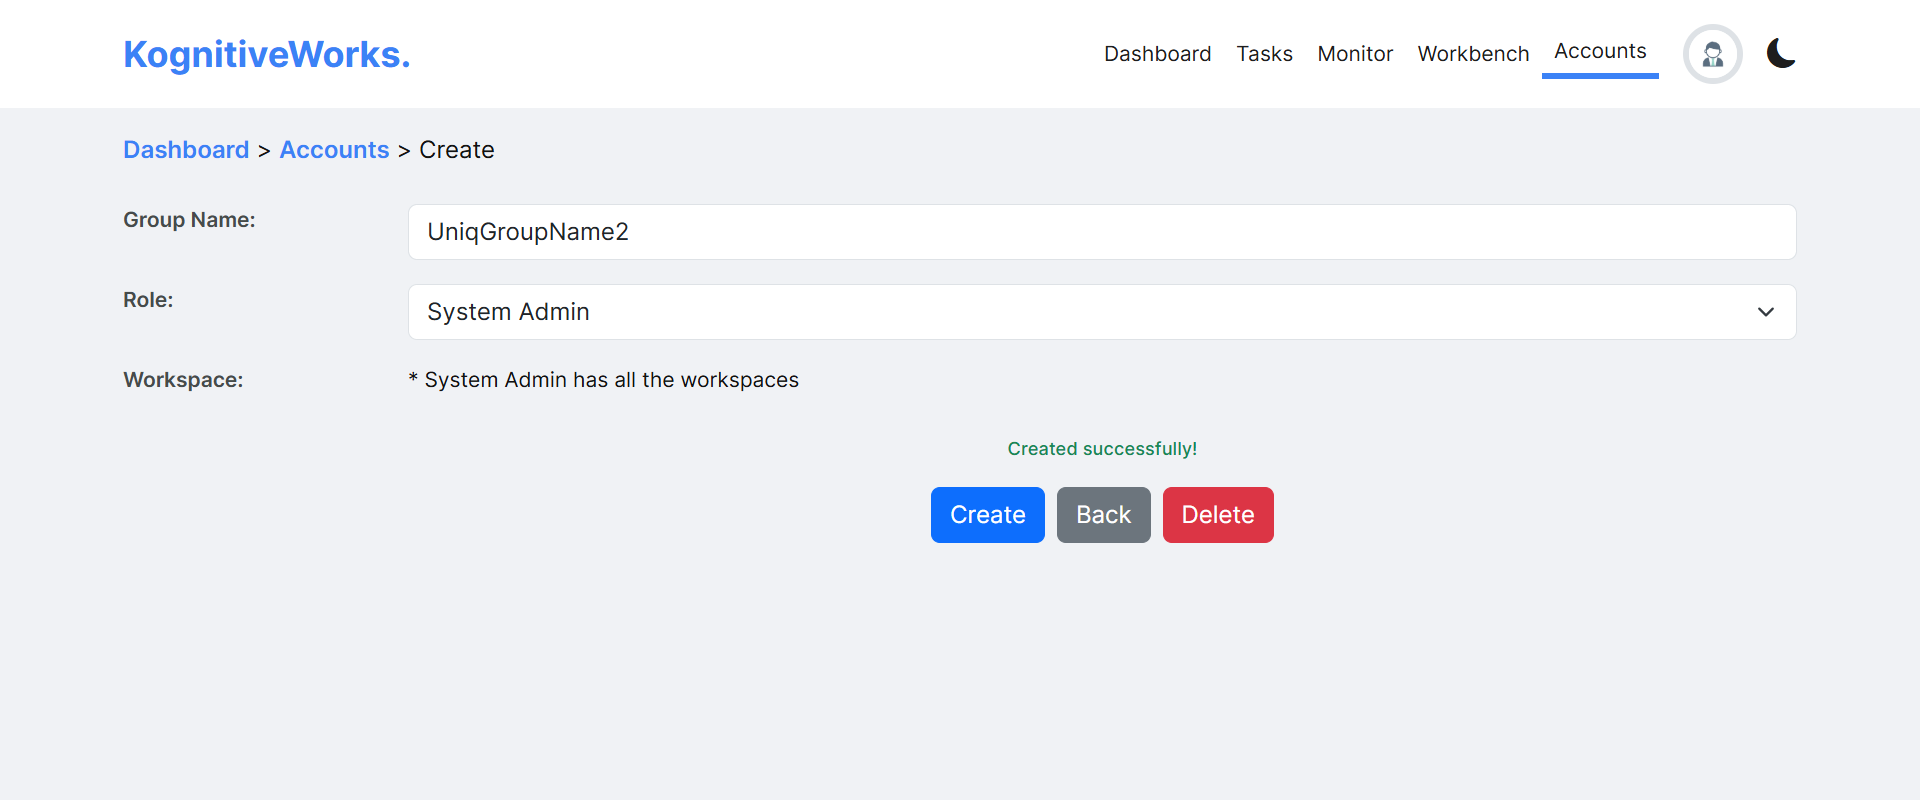 KognitiveWorks.
Dashboard Tasks Monitor Workbench Accounts
Dashboard > Accounts > Create
Group Name:
UniqGroupName2
Role:
System Admin
Workspace:
* System Admin has all the workspaces
Created successfully!
Create Back Delete